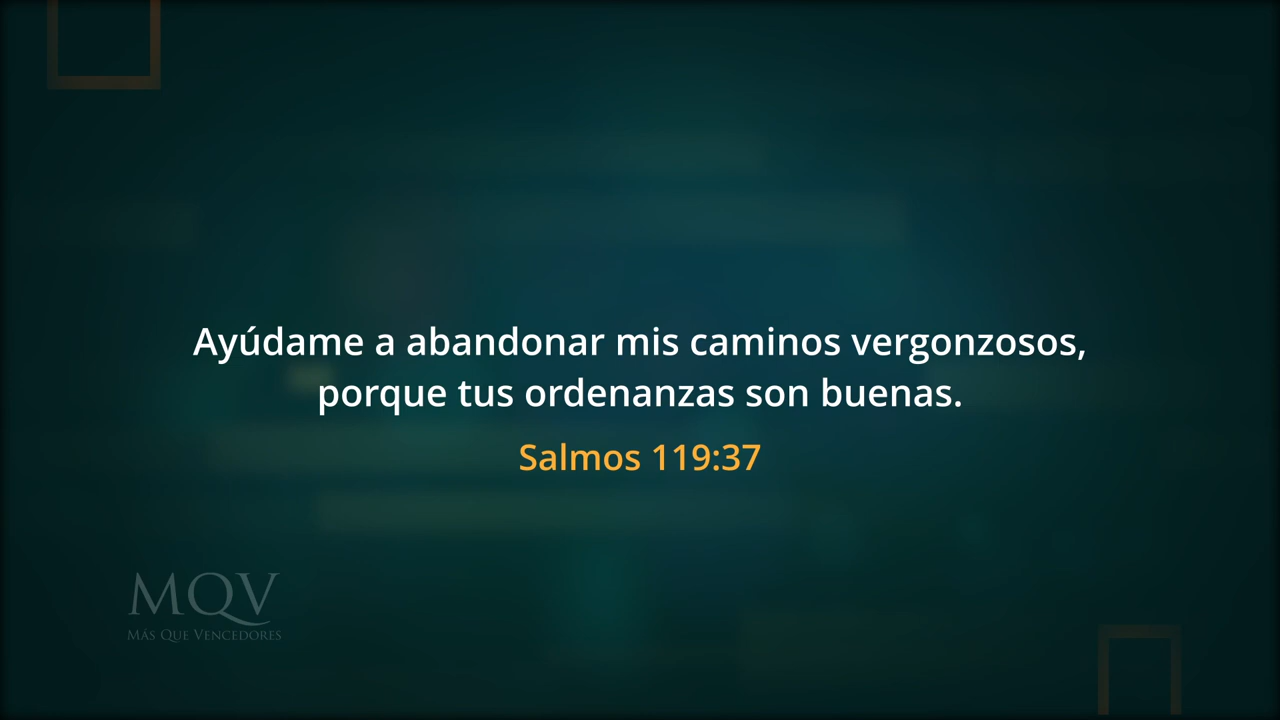 Ayúdame a abandonar mis caminos vergonzosos,
porque tus ordenanzas son buenas.
Salmos 119:37
MQV
Más Que Vencedores